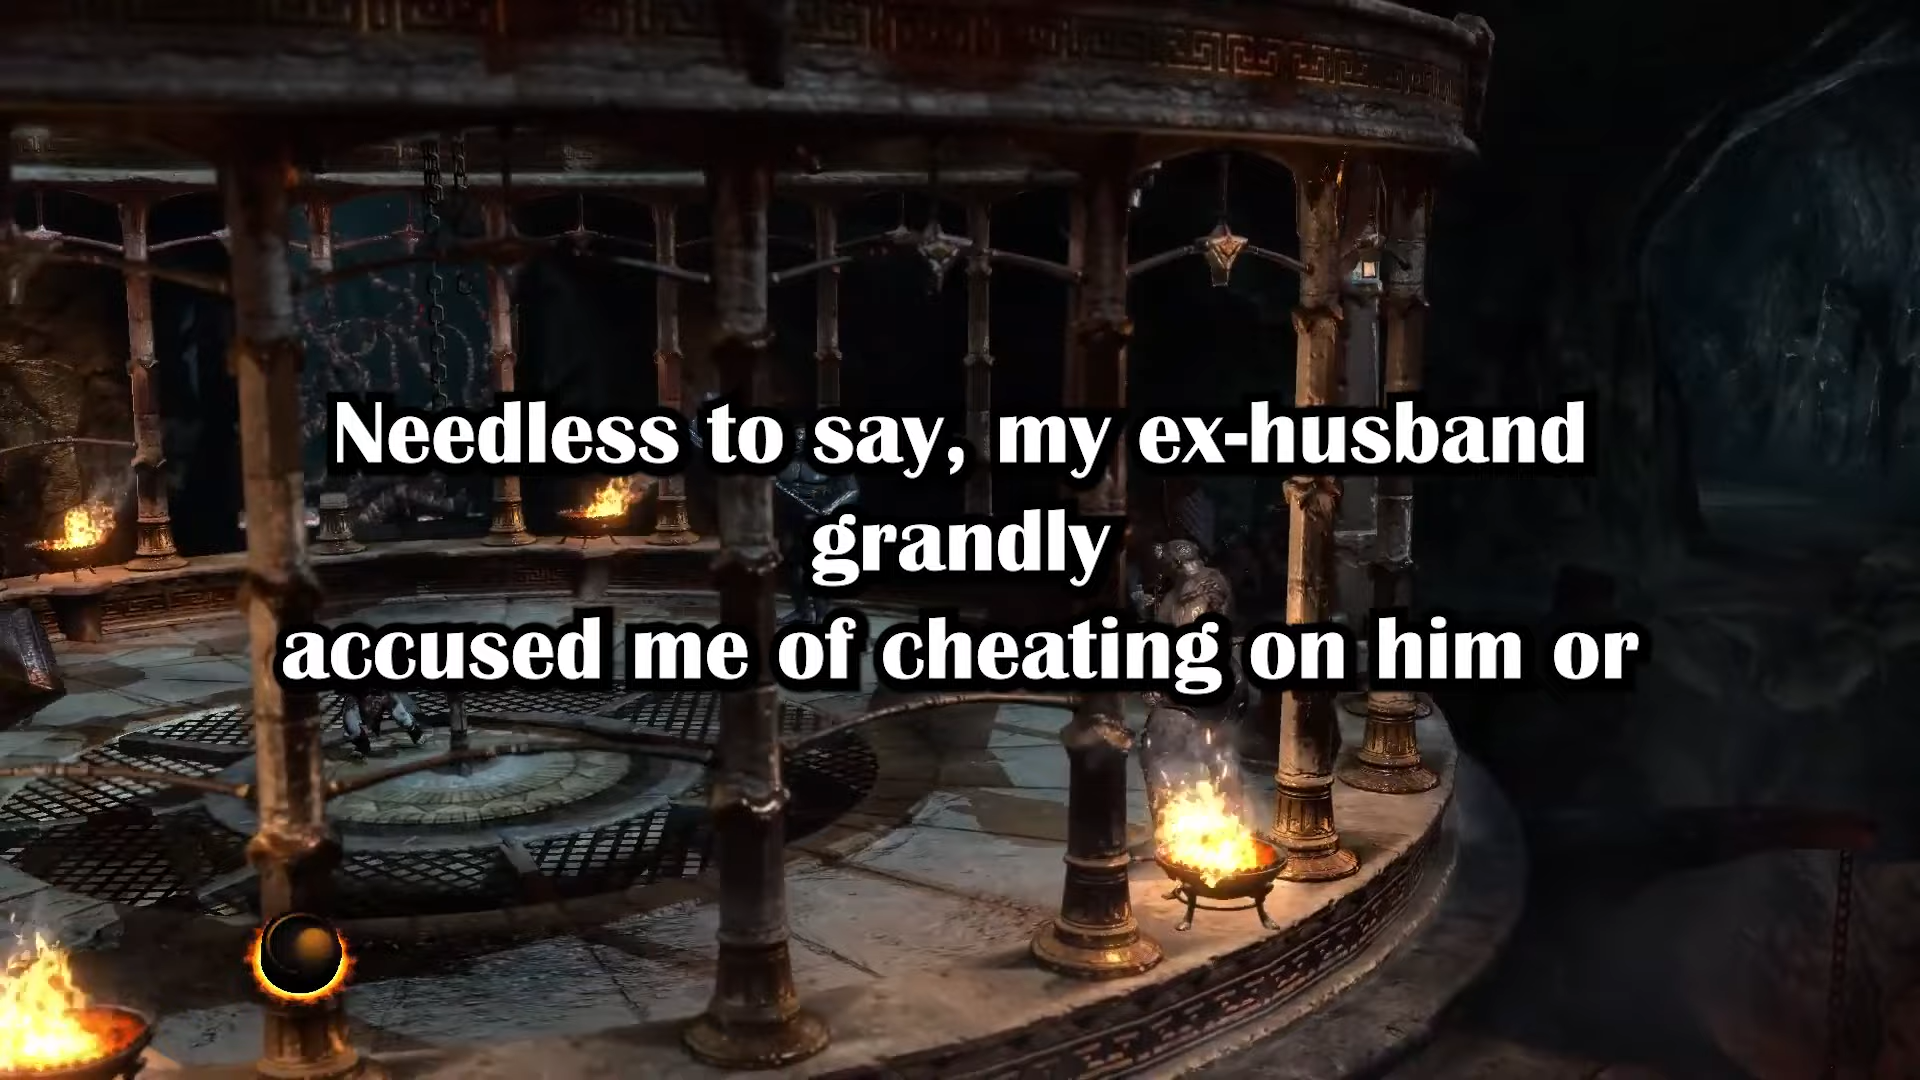 Needless to say, my ex-husband
grandly
accused me of cheating on him or